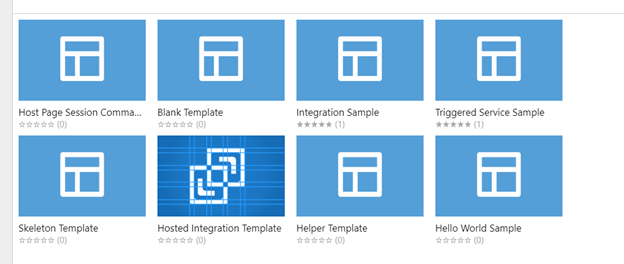 Host Page Session Comma...
☆☆☆☆☆ (0)
Blank Template
☆☆☆☆☆ (0)
Integration Sample
★★★★★ (1)
Triggered Service Sample
★★★★★ (1)
Skeleton Template
☆☆☆☆☆ (0)
Hosted Integration Template
☆☆☆☆☆ (0)
Helper Template
☆☆☆☆☆ (0)
Hello World Sample
☆☆☆☆☆ (0)